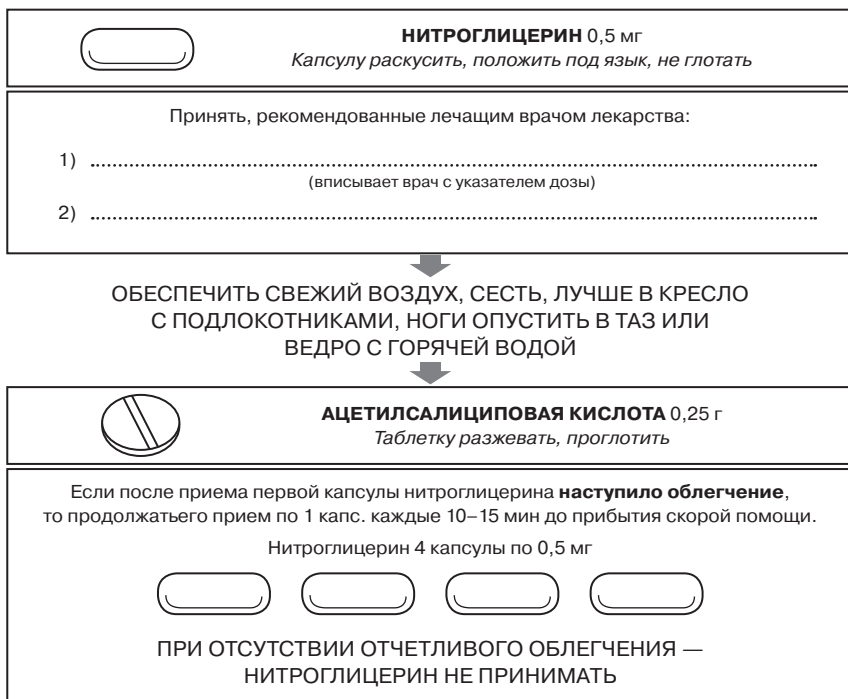 НИТРОГЛИЦЕРИН 0,5 мг
Капсулу раскусить, положить под язык, не глотать
Принять, рекомендованные лечащим врачом лекарства:
1) ........................................................................
(вписывает врач с указателем дозы)
2) ........................................................................
ОБЕСПЕЧИТЬ СВЕЖИЙ ВОЗДУХ, СЕСТЬ, ЛУЧШЕ В КРЕСЛО
С ПОДЛОКОТНИКАМИ, НОГИ ОПУСТИТЬ В ТАЗ ИЛИ
ВЕДРО С ГОРЯЧЕЙ ВОДОЙ
АЦЕТИЛСАЛИЦИПОВАЯ КИСЛОТА 0,25 г
Таблетку разжевать, проглотить
Если после приема первой капсулы нитроглицерина наступило облегчение,
то продолжатьего прием по 1 капс. каждые 10–15 мин до прибытия скорой помощи.
Нитроглицерин 4 капсулы по 0,5 мг
ПРИ ОТСУТСТВИИ ОТЧЕТЛИВОГО ОБЛЕГЧЕНИЯ —
НИТРОГЛИЦЕРИН НЕ ПРИНИМАТЬ